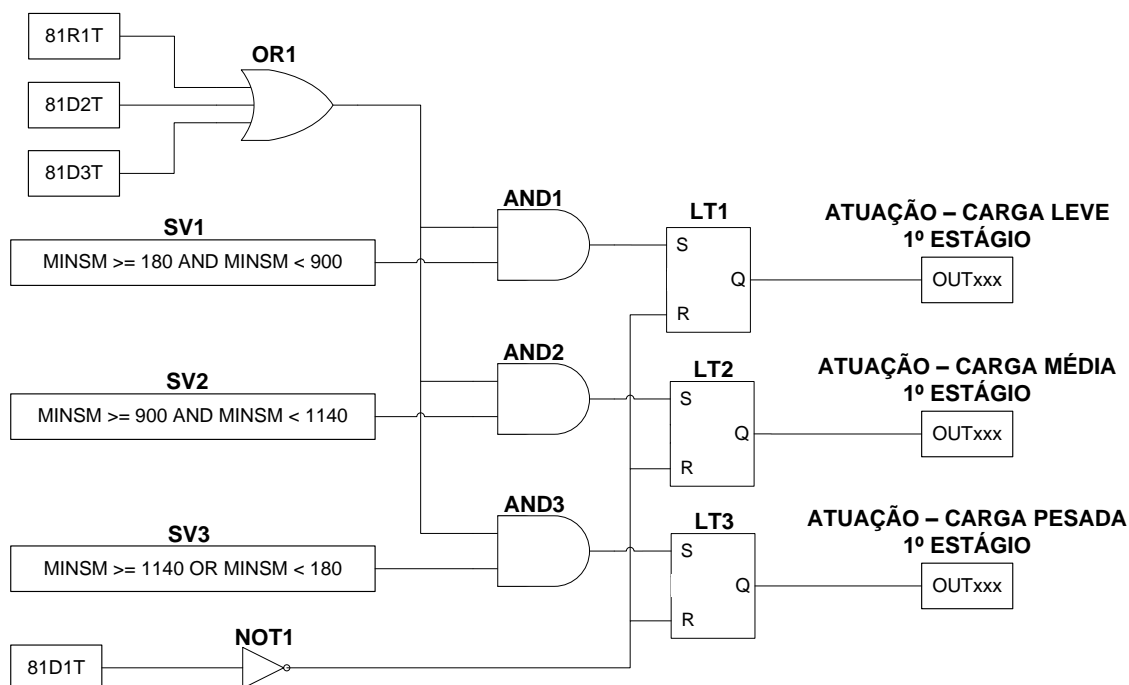 81R1T
OR1
81D2T
81D3T
AND1
SV1
MINSM >= 180 AND MINSM < 900
LT1
S
Q
R
ATUAÇÃO – CARGA LEVE
1º ESTÁGIO
OUTxxx
AND2
SV2
MINSM >= 900 AND MINSM < 1140
LT2
S
Q
R
ATUAÇÃO – CARGA MÉDIA
1º ESTÁGIO
OUTxxx
AND3
SV3
MINSM >= 1140 OR MINSM < 180
LT3
S
Q
R
ATUAÇÃO – CARGA PESADA
1º ESTÁGIO
OUTxxx
NOT1
81D1T